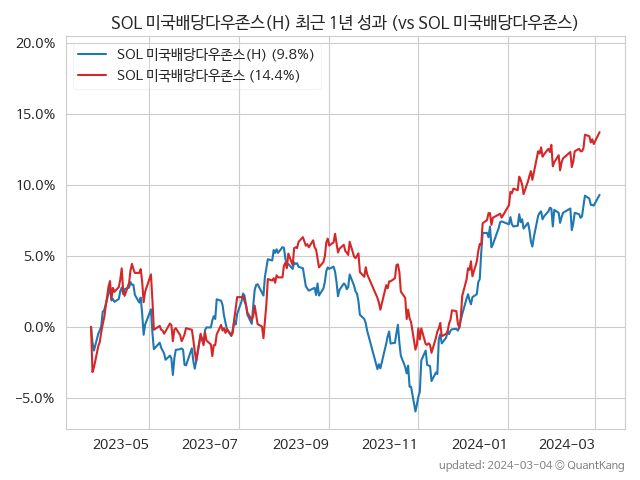 SOL 미국배당다우존스(H) 최근 1년 성과 (vs SOL 미국배당다우존스)
20.0%
SOL 미국배당다우존스(H) (9.8%)
SOL 미국배당다우존스 (14.4%)
15.0%
10.0%
5.0%
0.0%
−5.0%
2023-05 2023-07 2023-09 2023-11 2024-01 2024-03
updated: 2024-03-04 © QuantKang